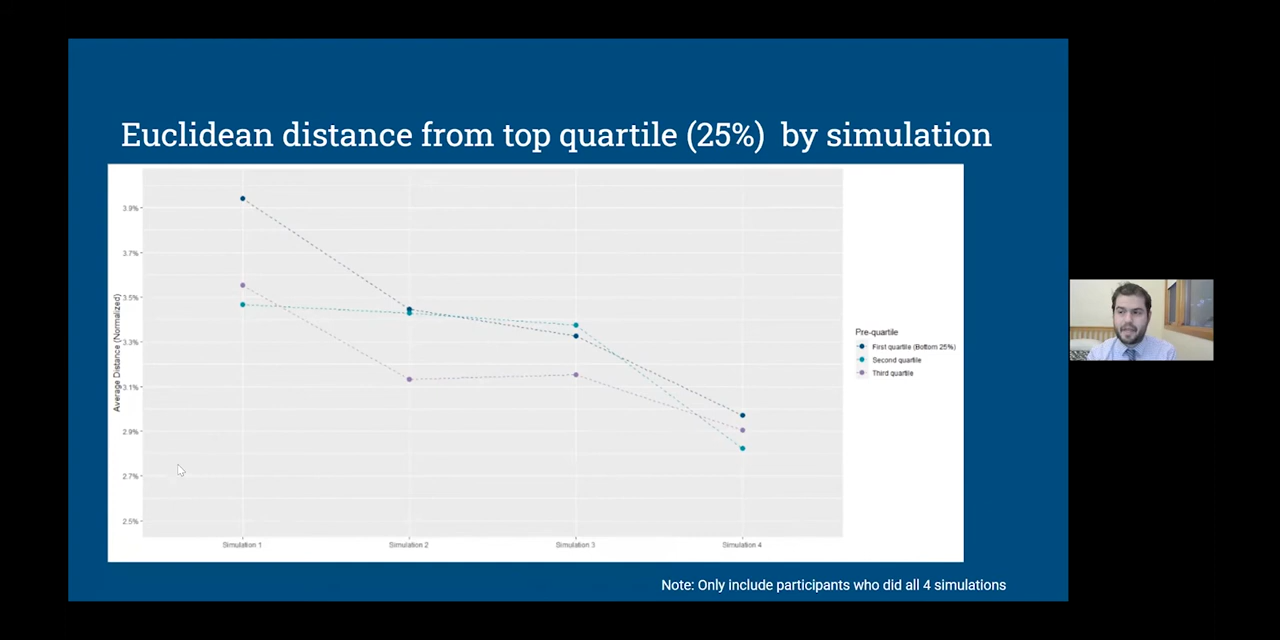 Euclidean distance from top quartile (25%) by simulation
Average Distance (Normalized)
3.9%
3.7%
3.5%
3.3%
3.1%
2.9%
2.7%
2.5%
Simulation 1
Simulation 2
Simulation 3
Simulation 4
Pre-quartile
First quartile (Bottom 25%)
Second quartile
Third quartile
Note: Only include participants who did all 4 simulations